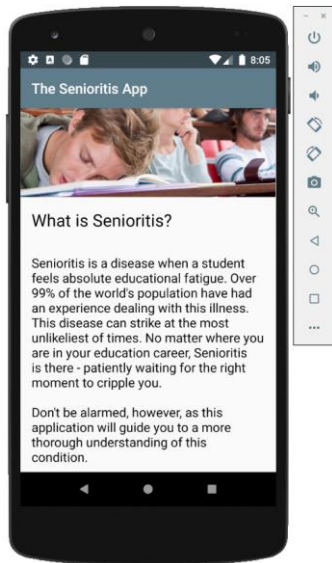 8:05
The Senioritis App
What is Senioritis?
Senioritis is a disease when a student
feels absolute educational fatigue. Over
99% of the world's population have had
an experience dealing with this illness.
This disease can strike at the most
unlikeliest of times. No matter where you
are in your education career, Senioritis
is there - patiently waiting for the right
moment to cripple you.
Don't be alarmed, however, as this
application will guide you to a more
thorough understanding of this
condition.